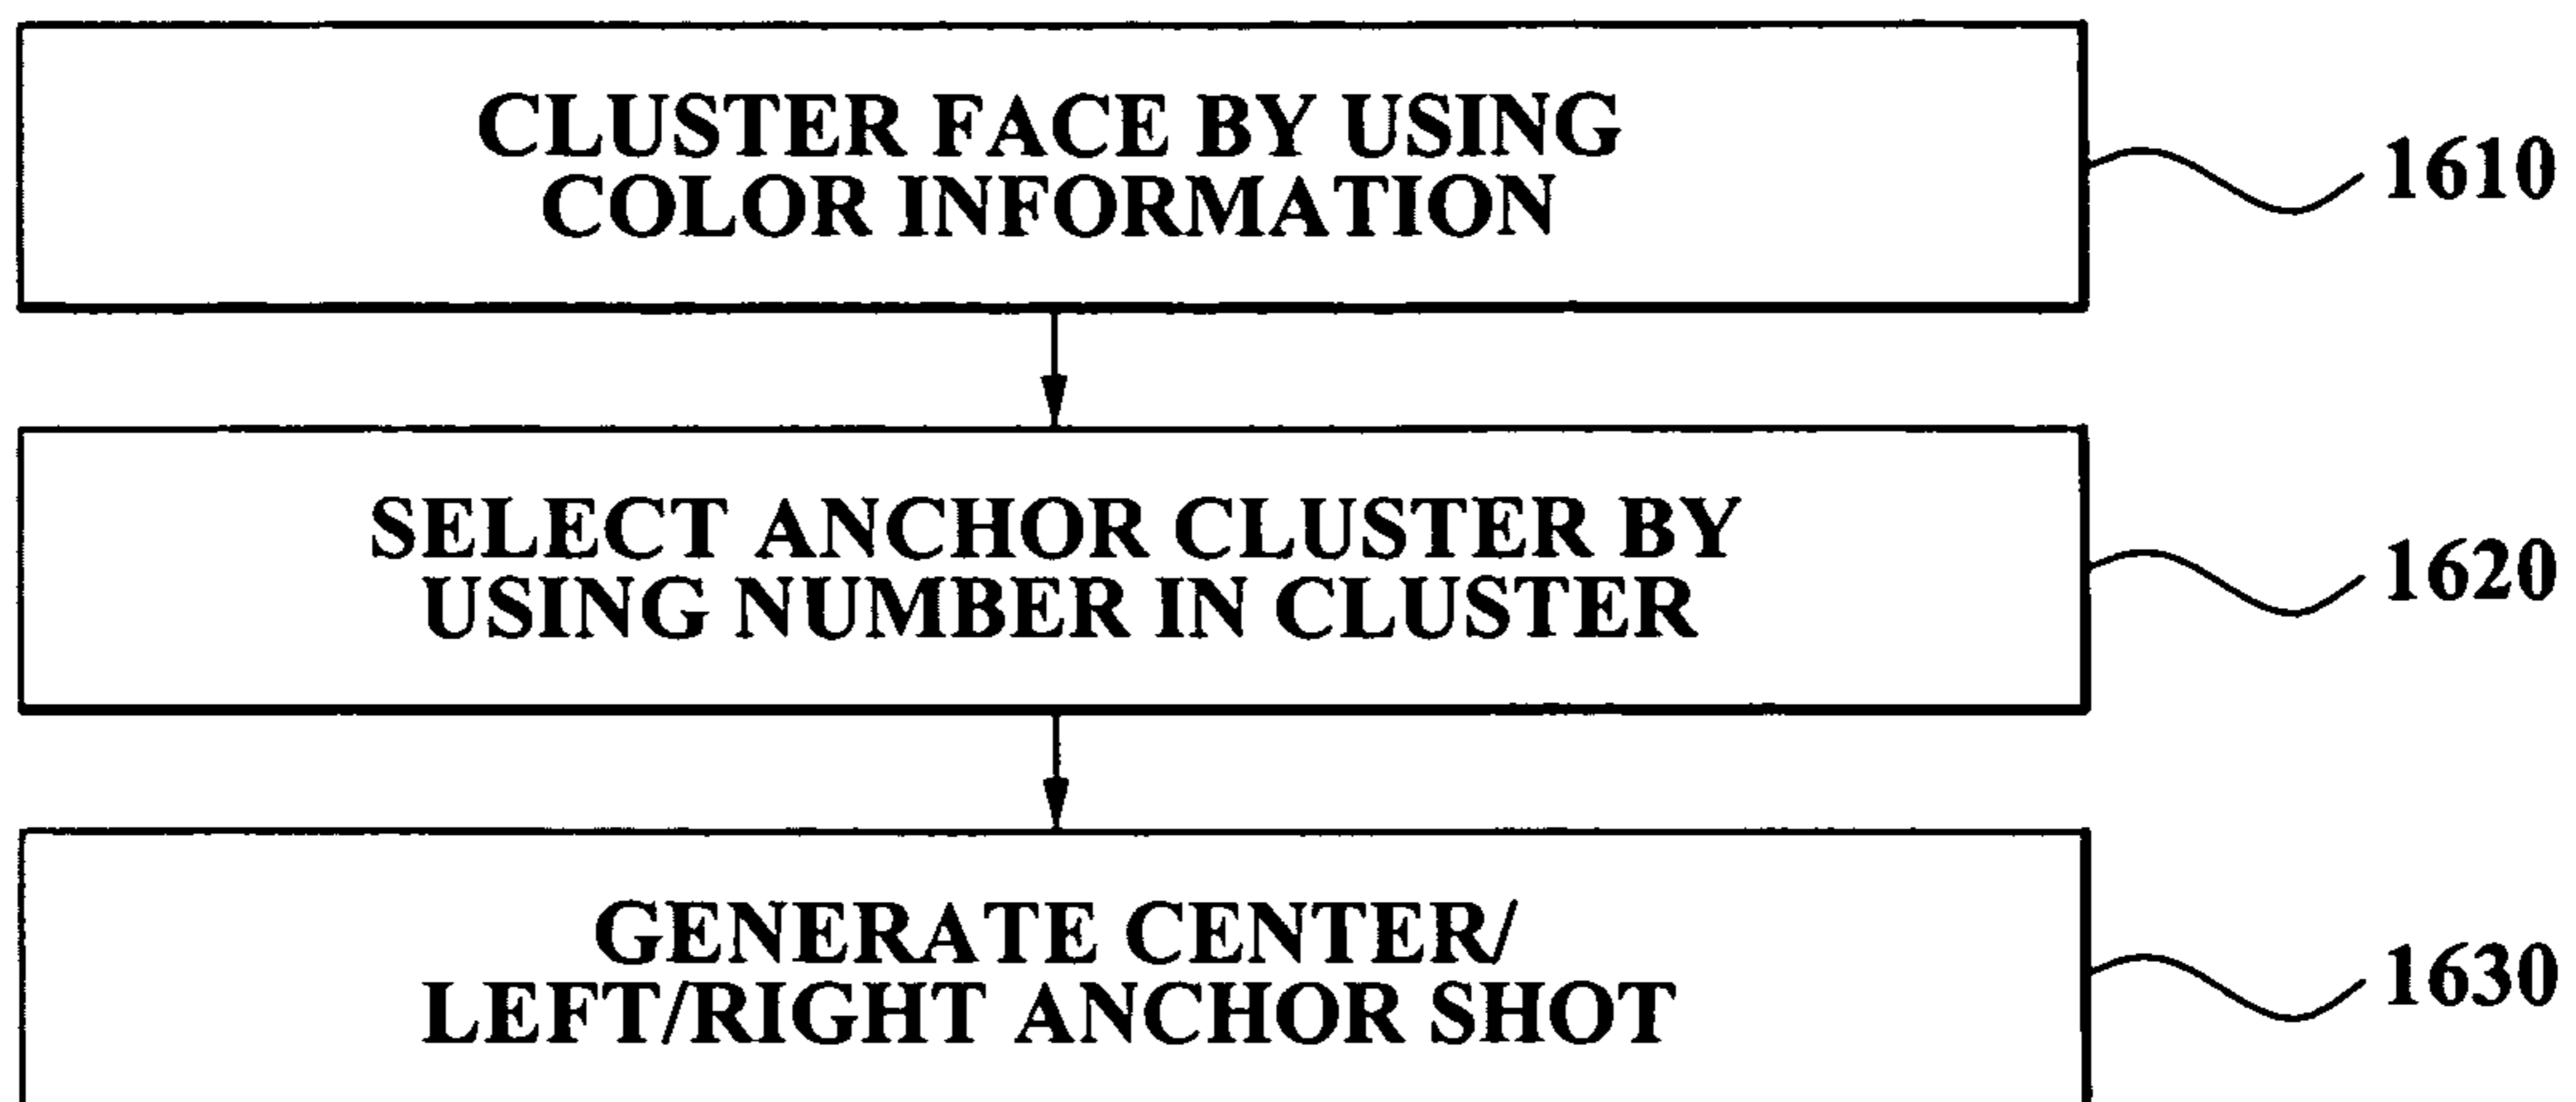 CLUSTER FACE BY USING
COLOR INFORMATION
1610
SELECT ANCHOR CLUSTER BY
USING NUMBER IN CLUSTER
1620
GENERATE CENTER/
LEFT/RIGHT ANCHOR SHOT
1630